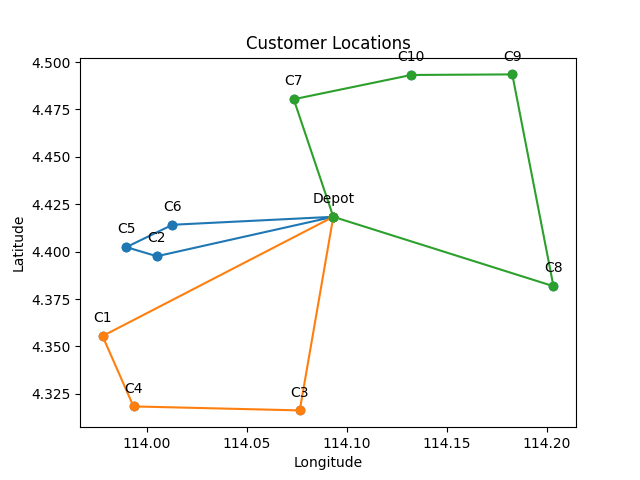 Customer Locations
C10
C9
C7
Depot
C6
C5
C2
C8
C1
C4
C3
4.500
4.475
4.450
4.425
4.400
4.375
4.350
4.325
Latitude
114.00
114.05
114.10
114.15
114.20
Longitude